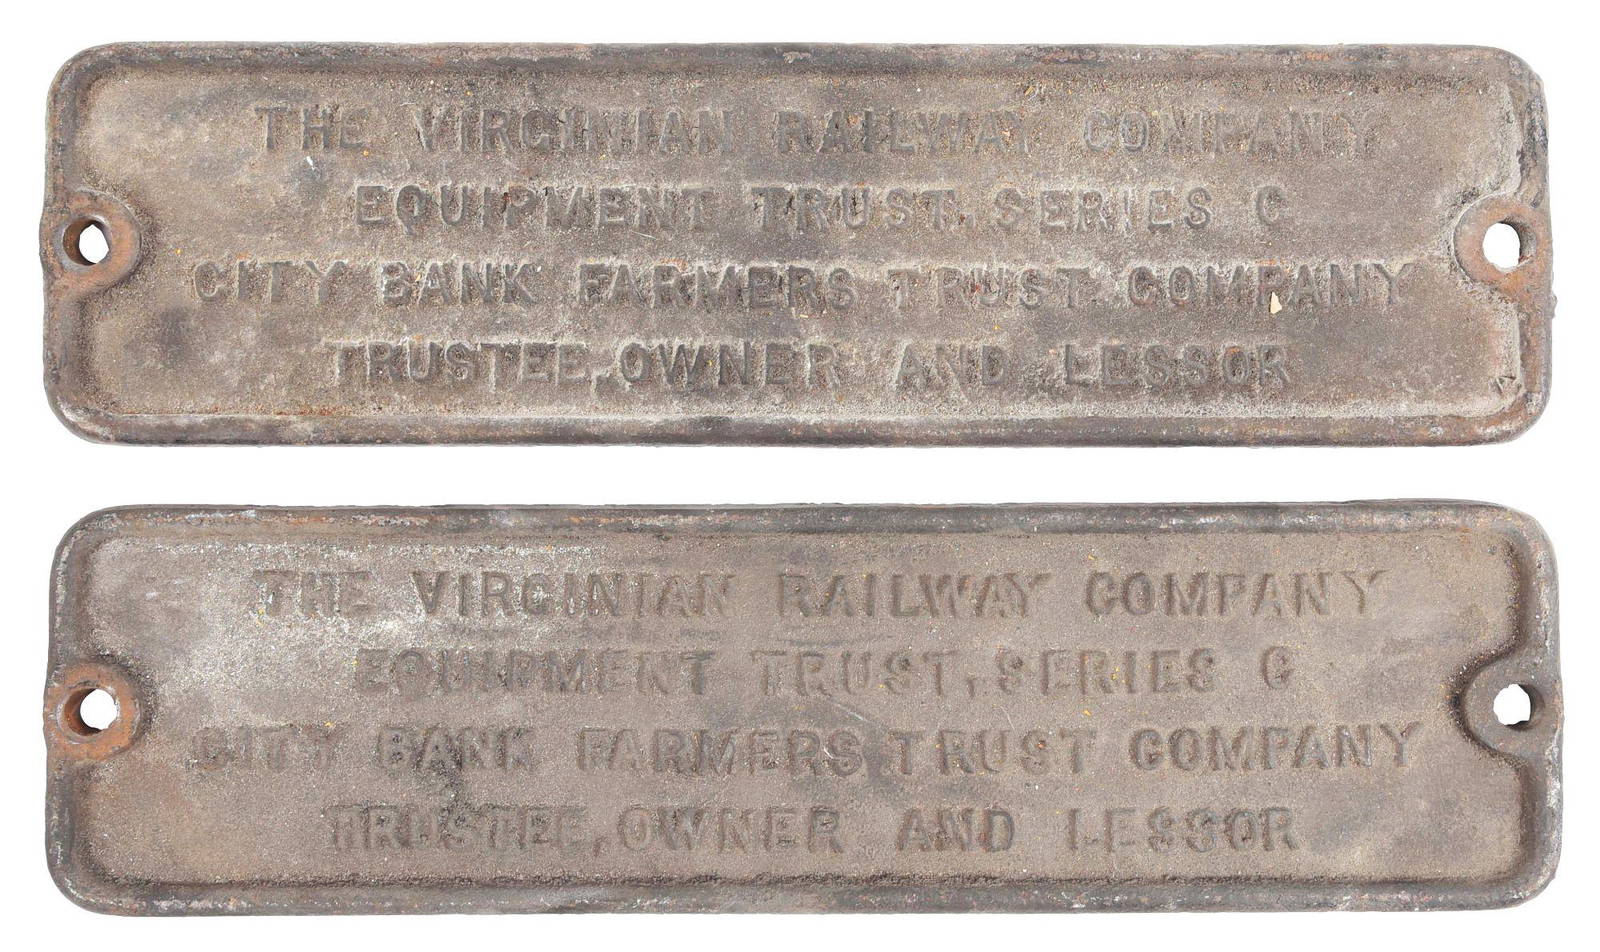 THE VIRGINIAN RAILWAY COMPANY
EQUIPMENT TRUST, SERIES C
CITY BANK FARMERS TRUST COMPANY
TRUSTEE, OWNER AND LESSOR
THE VIRGINIAN RAILWAY COMPANY
EQUIPMENT TRUST, SERIES C
CITY BANK FARMERS TRUST COMPANY
TRUSTEE, OWNER AND LESSOR